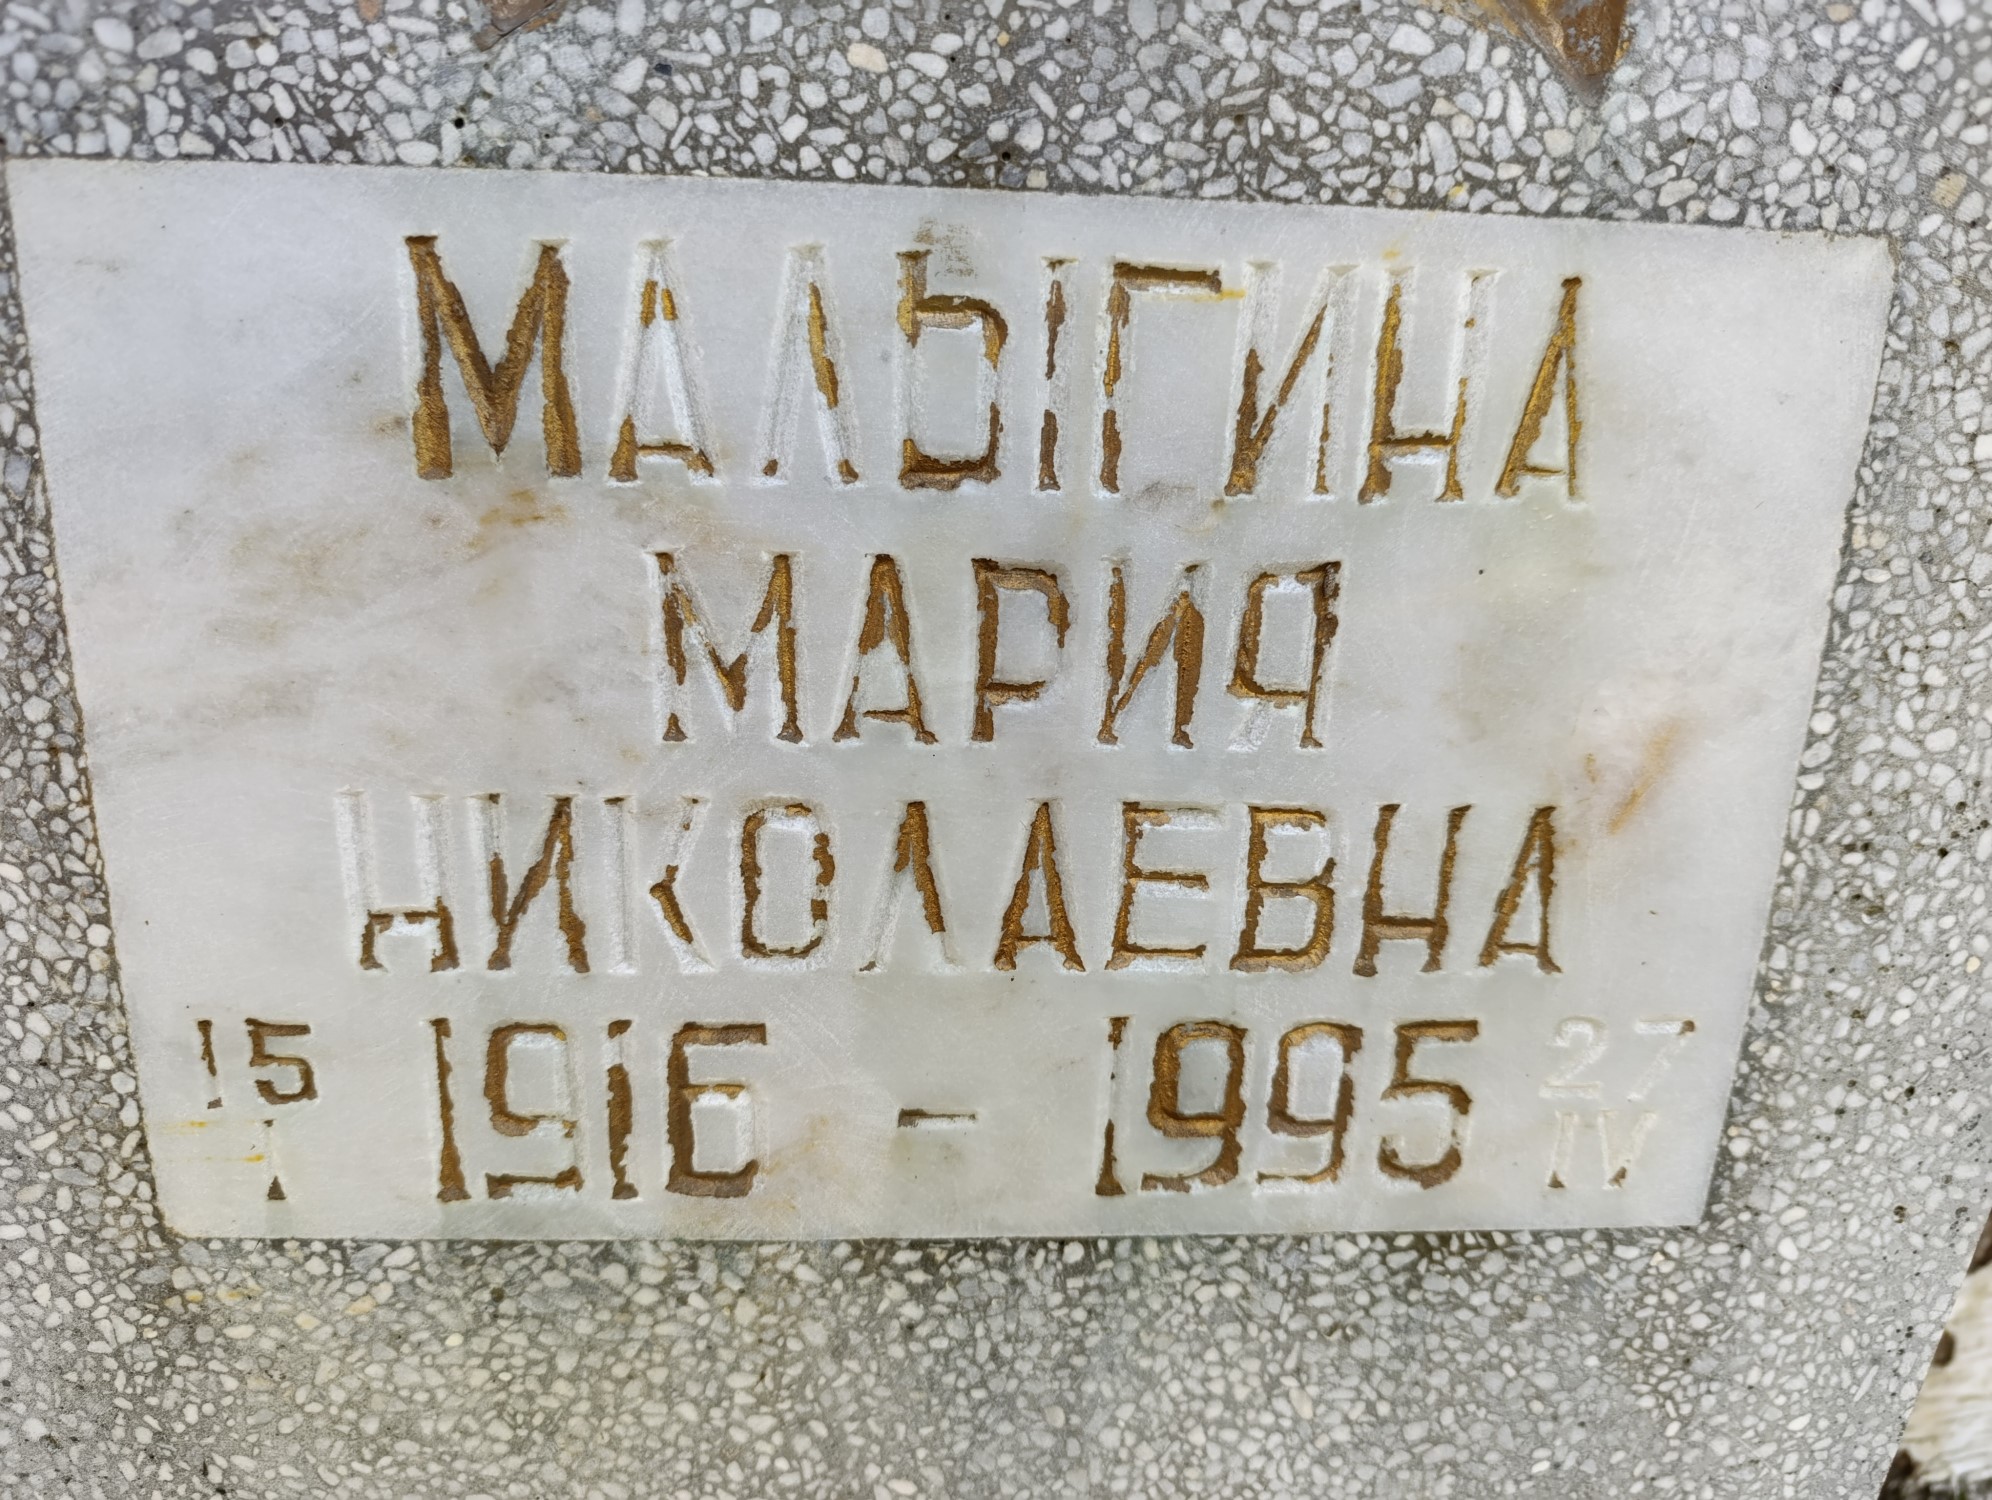 МАЛЫГИНА
МАРИЯ
НИКОЛАЕВНА
15 1916 – 1995 27
I IV